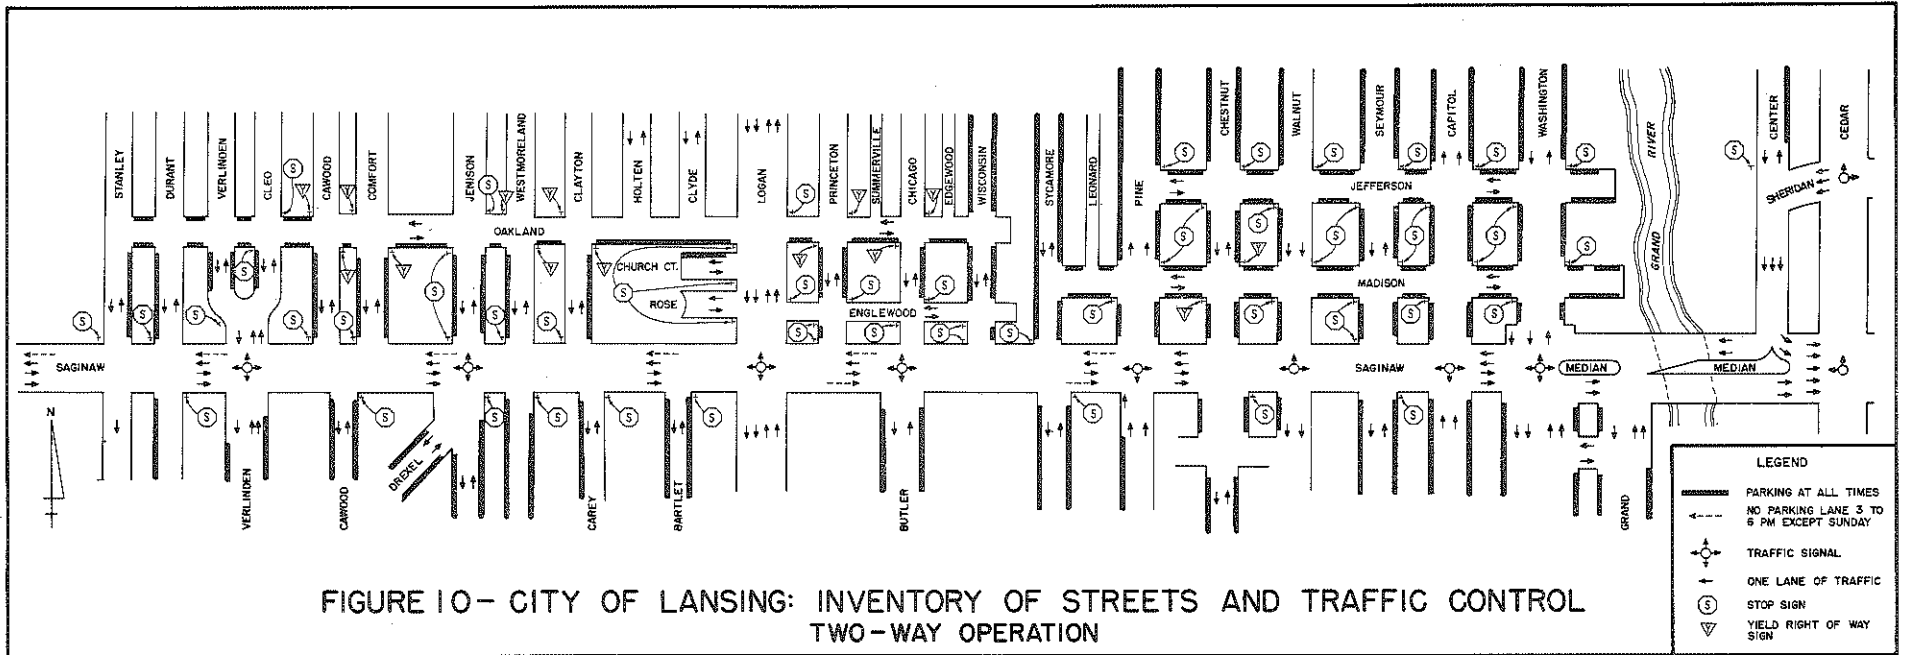 STANLEY
DURANT
VERLINDEN
CLEO
CAWOOD
COMFORT
JENISON
WESTMORELAND
CLAYTON
HOLTEN
CLYDE
LOGAN
PRINCETON
SUMMERVILLE
CHICAGO
EDGEWOOD
WISCONSIN
SYCAMORE
LEONARD
PINE
CHESTNUT
WALNUT
SEYMOUR
CAPITOL
WASHINGTON
RIVER
GRAND
CENTER
CEDAR
SHERIDAN
JEFFERSON
OAKLAND
CHURCH CT.
ROSE
MADISON
ENGLEWOOD
SAGINAW
SAGINAW
MEDIAN
MEDIAN
N
VERLINDEN
CAWOOD
DREXEL
CAREY
BARTLET
BUTLER
GRAND
LEGEND
PARKING AT ALL TIMES
NO PARKING LANE 3 TO
6 PM EXCEPT SUNDAY
TRAFFIC SIGNAL
ONE LANE OF TRAFFIC
S STOP SIGN
Y YIELD RIGHT OF WAY
SIGN
FIGURE 10 - CITY OF LANSING: INVENTORY OF STREETS AND TRAFFIC CONTROL
TWO-WAY OPERATION